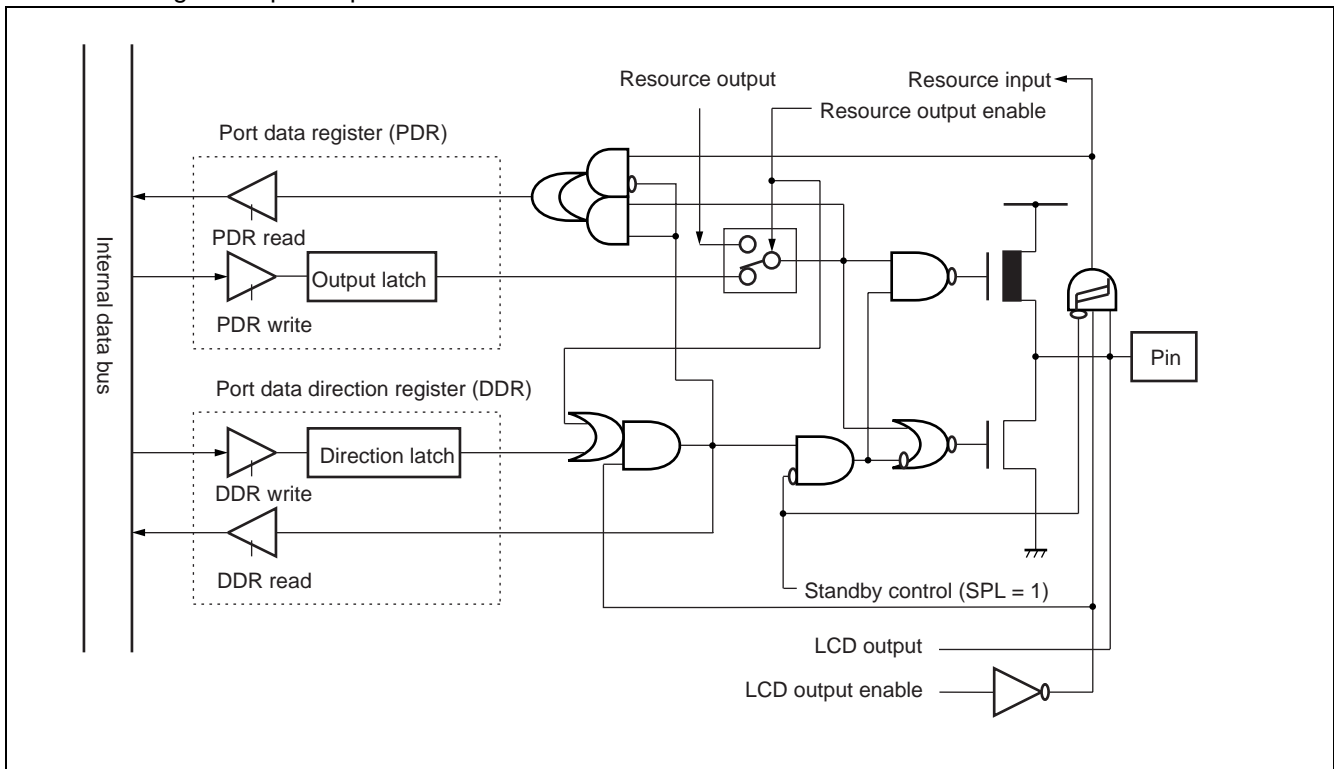 Resource output
Resource input
Resource output enable
Port data register (PDR)
PDR read
Output latch
PDR write
Internal data bus
Pin
Port data direction register (DDR)
Direction latch
DDR write
DDR read
Standby control (SPL = 1)
LCD output
LCD output enable